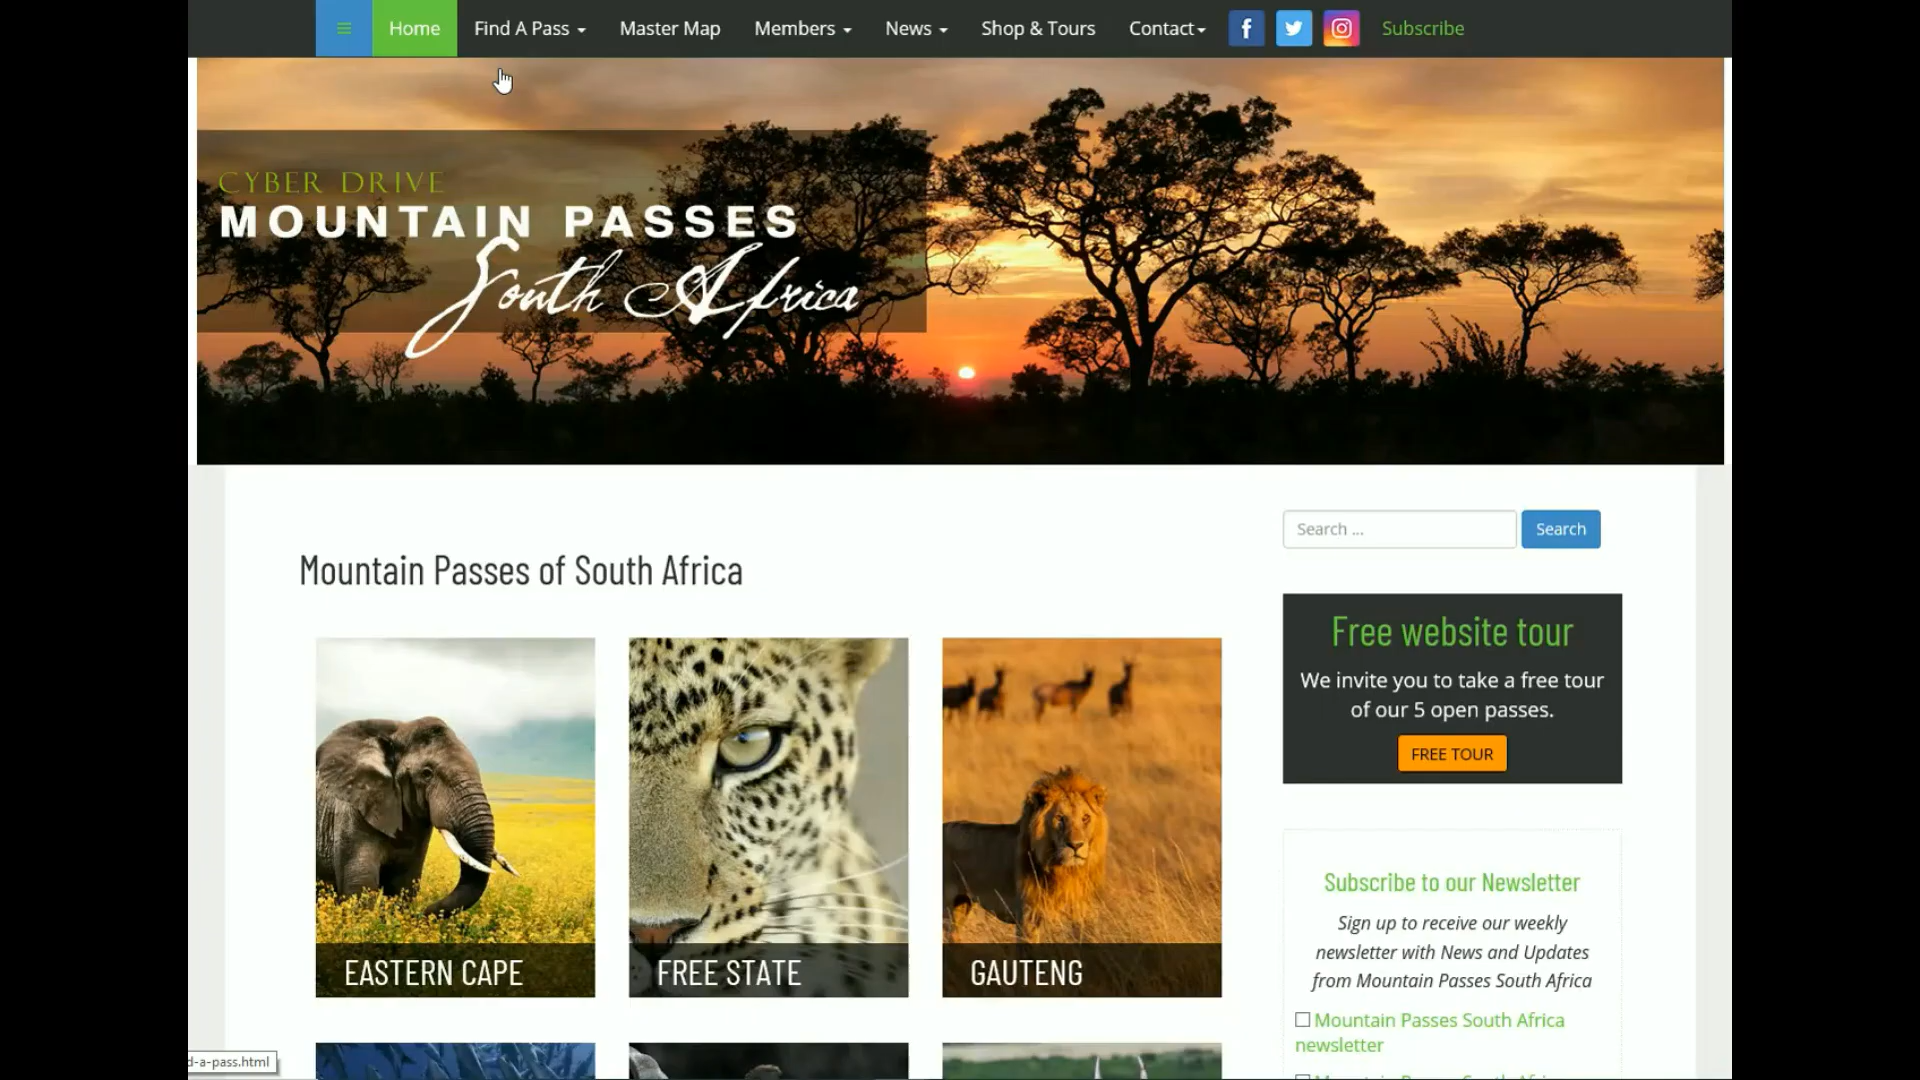 Home Find A Pass Master Map Members News Shop & Tours Contact Subscribe
CYBER DRIVE
MOUNTAIN PASSES
South Africa
Search ... Search
Mountain Passes of South Africa
Free website tour
We invite you to take a free tour
of our 5 open passes.
FREE TOUR
Subscribe to our Newsletter
Sign up to receive our weekly
newsletter with News and Updates
from Mountain Passes South Africa
EASTERN CAPE FREE STATE GAUTENG
Mountain Passes South Africa
newsletter
d-a-pass.html